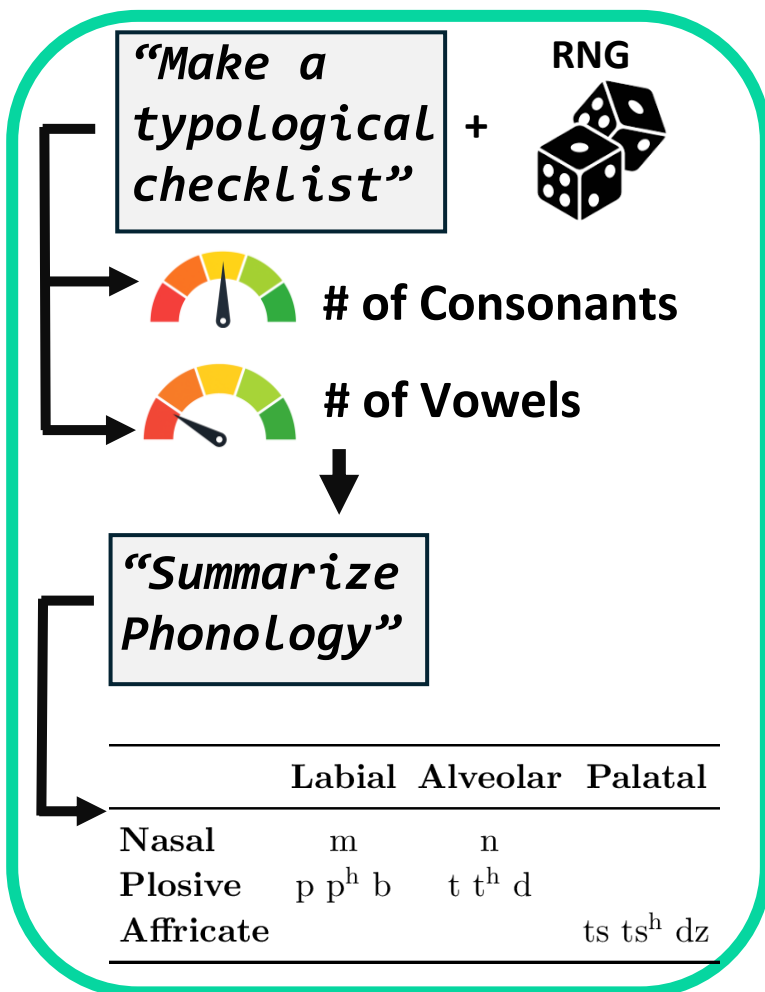 “Make a
typological
checklist”
+
RNG
# of Consonants
# of Vowels
“Summarize
Phonology”
Labial Alveolar Palatal
Nasal m n
Plosive p pʰ b t tʰ d
Affricate ts tsʰ dz